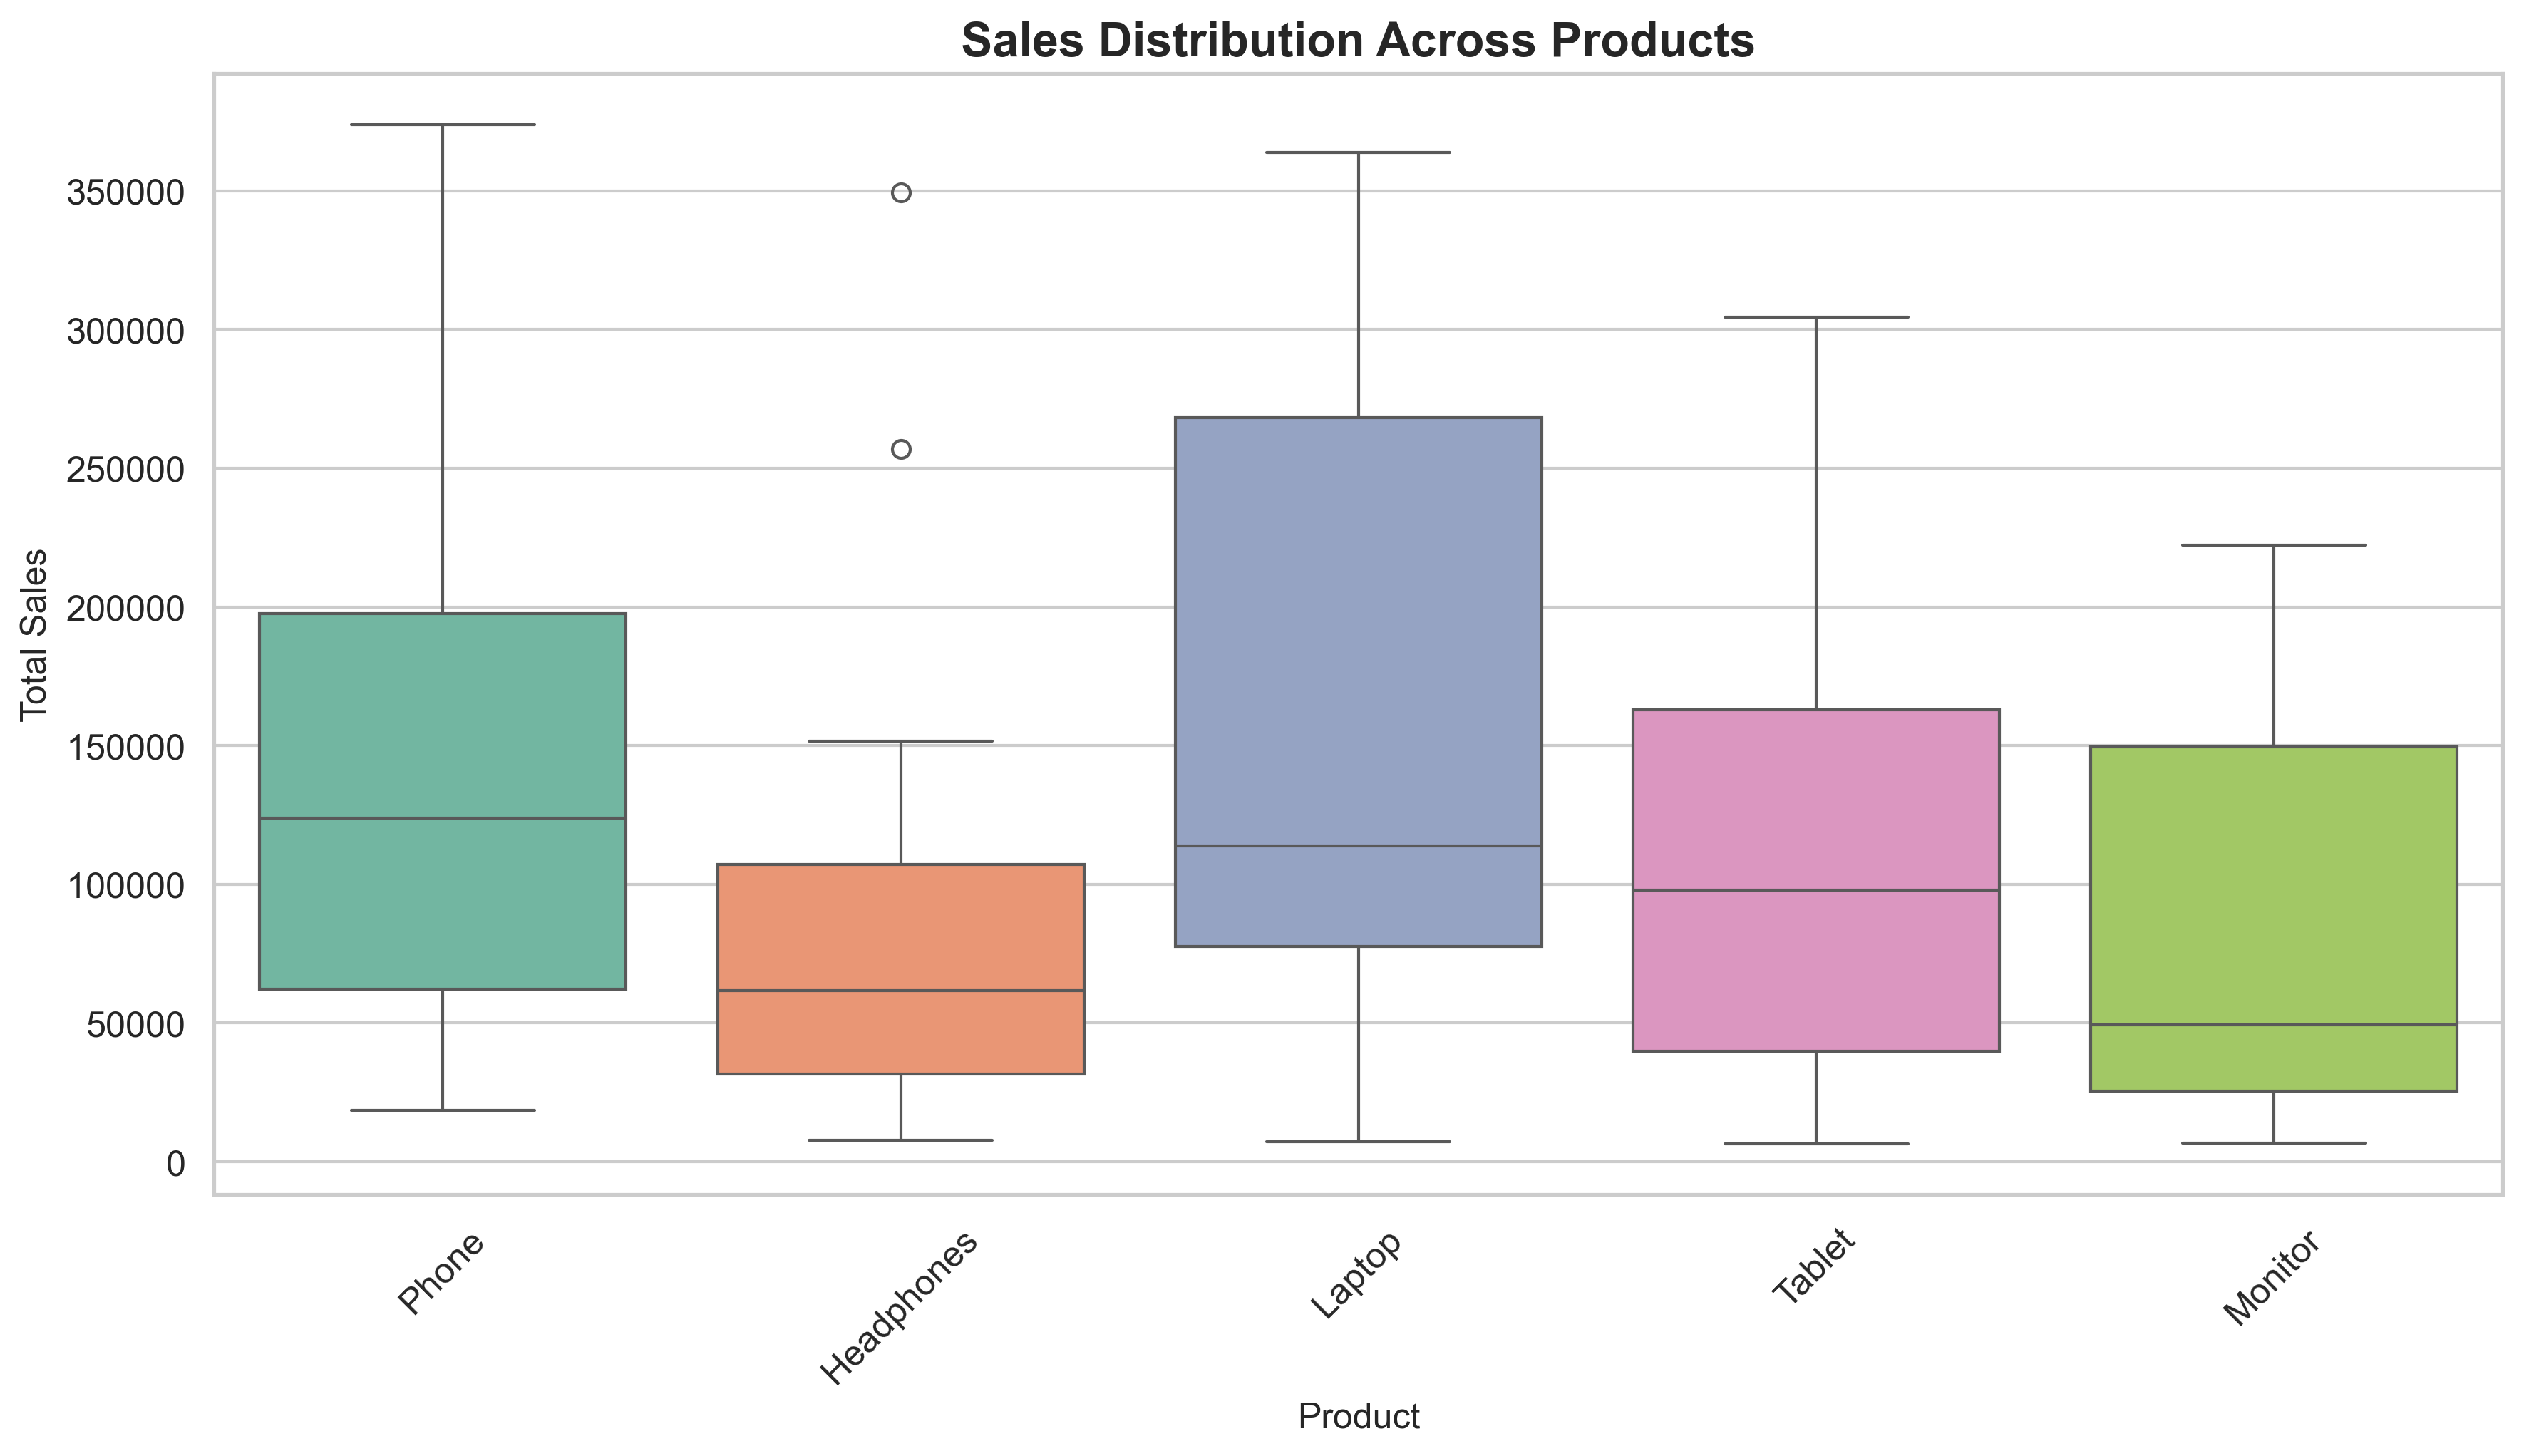 Sales Distribution Across Products
Total Sales
350000
300000
250000
200000
150000
100000
50000
0
Phone
Headphones
Laptop
Tablet
Monitor
Product